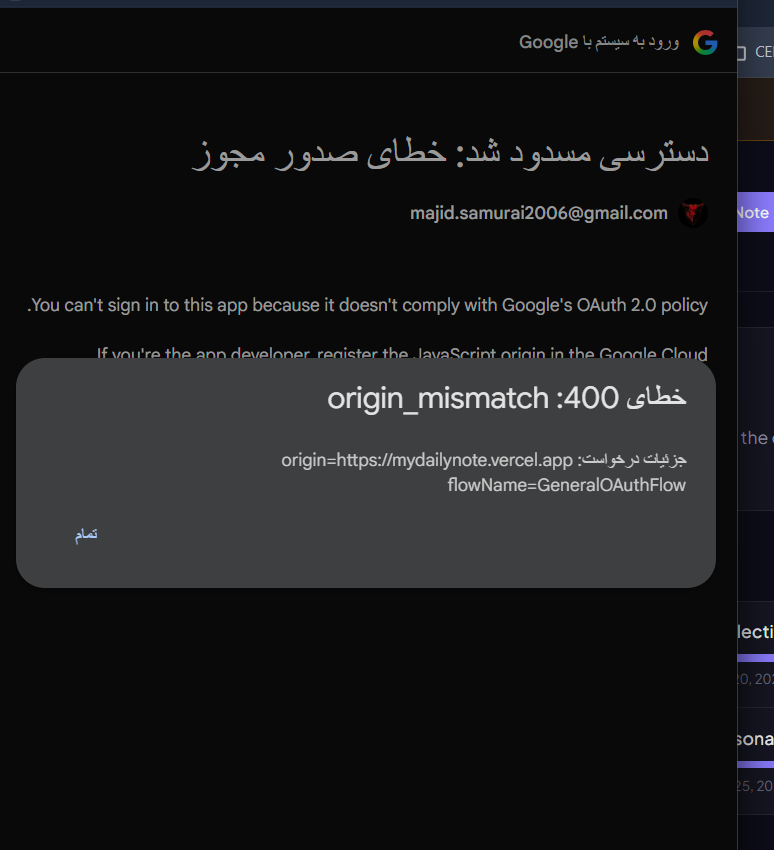 ورود به سیستم با Google
دسترسی مسدود شد: خطای صدور مجوز
majid.samurai2006@gmail.com
You can't sign in to this app because it doesn't comply with Google's OAuth 2.0 policy.
If you're the app developer, register the JavaScript origin in the Google Cloud
خطای 400: origin_mismatch
جزئیات درخواست: origin=https://mydailynote.vercel.app
flowName=GeneralOAuthFlow
تمام
Note
the